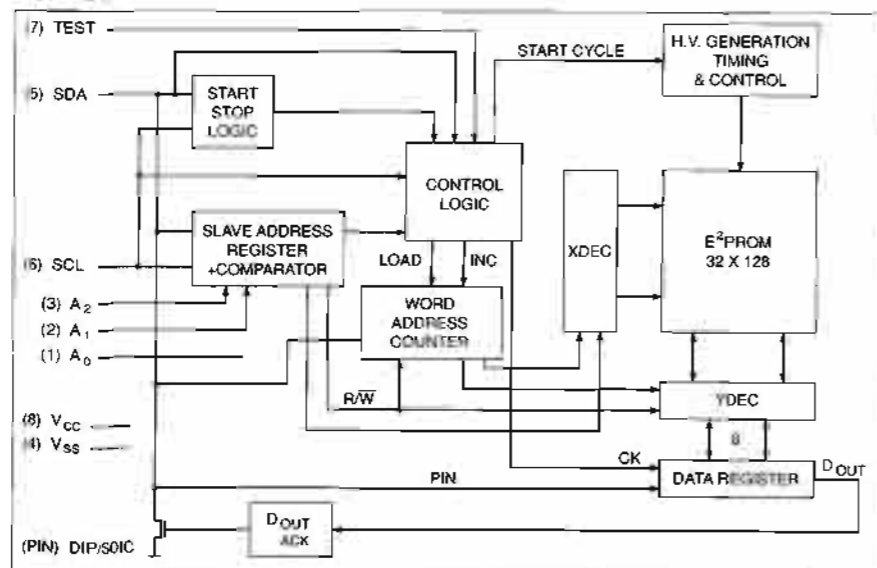 (7) TEST
START CYCLE
H.V. GENERATION
TIMING
& CONTROL
(5) SDA
START
STOP
LOGIC
CONTROL
LOGIC
SLAVE ADDRESS
REGISTER
+COMPARATOR
(6) SCL
LOAD
INC
XDEC
E²PROM
32 X 128
(3) A₂
(2) A₁
(1) A₀
WORD
ADDRESS
COUNTER
R/W̅
YDEC
(8) VCC
(4) VSS
8
CK
DOUT
PIN
DATA REGISTER
DOUT
ACK
(PIN) DIP/SOIC